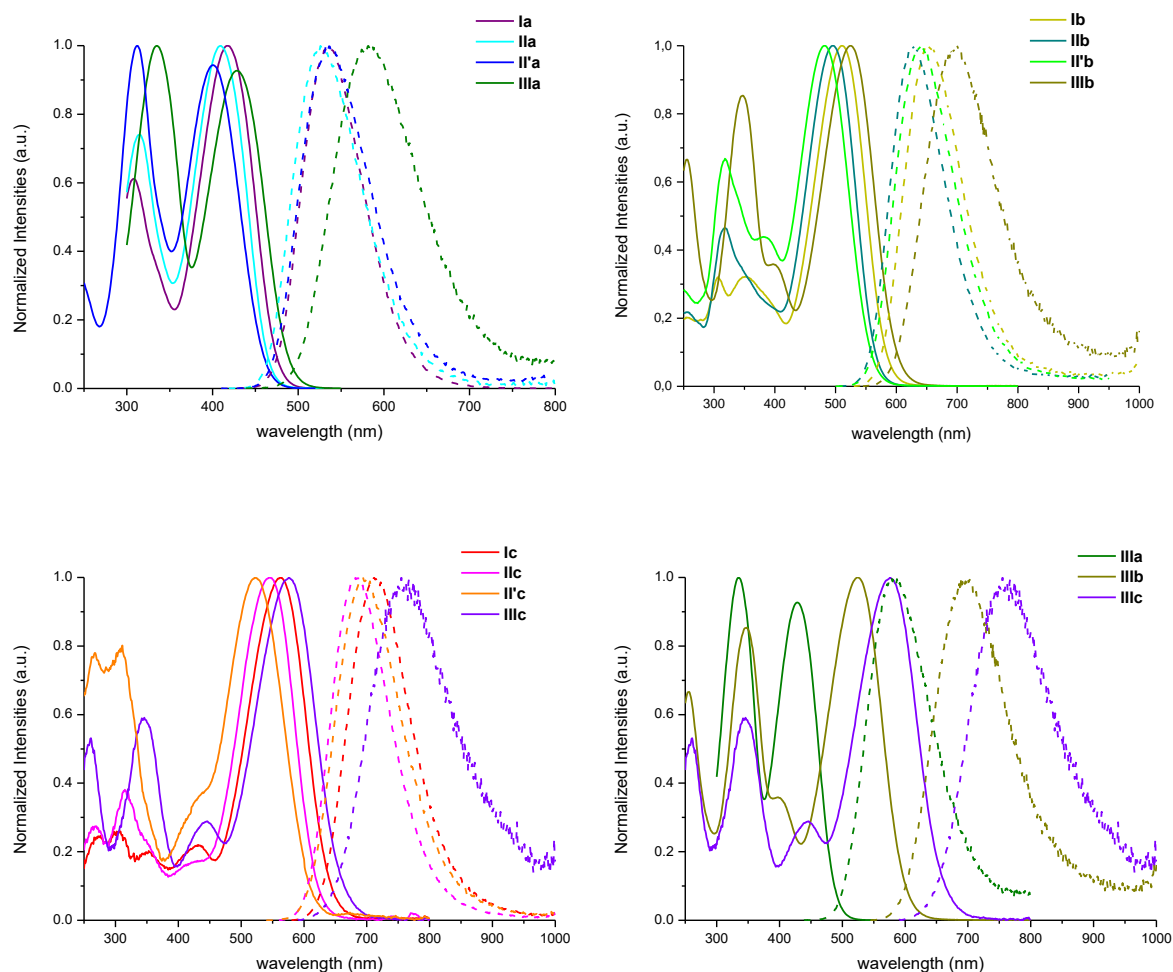 Ia
IIa
II'a
IIIa
Normalized Intensities (a.u.)
1.0
0.8
0.6
0.4
0.2
0.0
300 400 500 600 700 800
wavelength (nm)
Ib
IIb
II'b
IIIb
Normalized Intensities (a.u.)
1.0
0.8
0.6
0.4
0.2
0.0
300 400 500 600 700 800 900 1000
wavelength (nm)
Ic
IIc
II'c
IIIc
Normalized Intensities (a.u.)
1.0
0.8
0.6
0.4
0.2
0.0
300 400 500 600 700 800 900 1000
wavelength (nm)
IIIa
IIIb
IIIc
Normalized Intensities (a.u.)
1.0
0.8
0.6
0.4
0.2
0.0
300 400 500 600 700 800 900 1000
wavelength (nm)